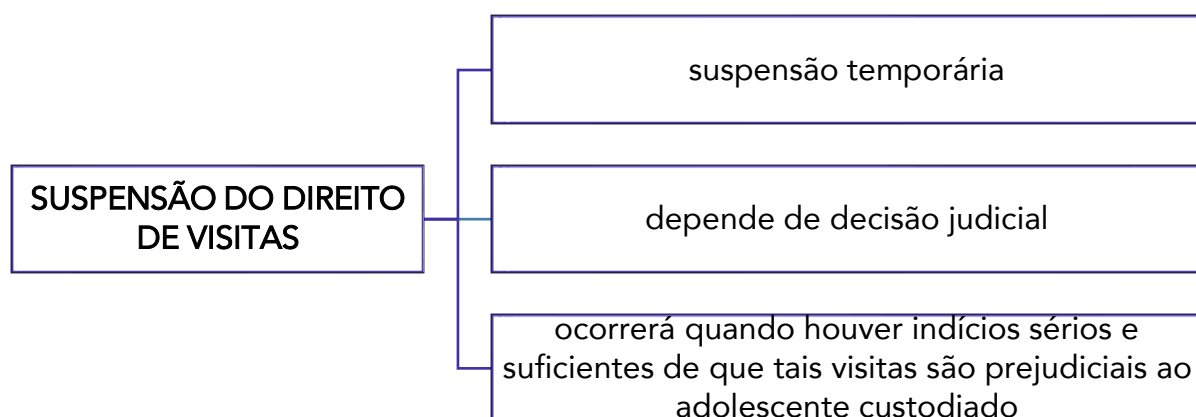 suspensão temporária
SUSPENSÃO DO DIREITO
DE VISITAS
depende de decisão judicial
ocorrerá quando houver indícios sérios e
suficientes de que tais visitas são prejudiciais ao
adolescente custodiado